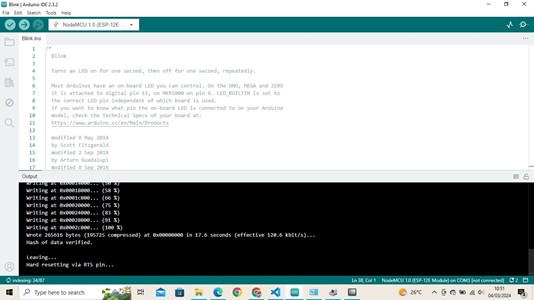 Blink | Arduino IDE 2.3.2
File Edit Sketch Tools Help
NodeMCU 1.0 (ESP-12E ...
Blink.ino
1 /*
2 Blink
3
4 Turns an LED on for one second, then off for one second, repeatedly.
5
6 Most Arduinos have an on-board LED you can control. On the UNO, MEGA and ZERO
7 it is attached to digital pin 13, on MKR1000 on pin 6. LED_BUILTIN is set to
8 the correct LED pin independent of which board is used.
9 If you want to know what pin the on-board LED is connected to on your Arduino
10 model, check the Technical Specs of your board at:
11 https://www.arduino.cc/en/Main/Products
12
13 modified 8 May 2014
14 by Scott Fitzgerald
15 modified 2 Sep 2016
16 by Arturo Guadalupi
17 modified 8 Sep 2016
Output
Writing at 0x00014000... (50 %)
Writing at 0x00018000... (58 %)
Writing at 0x0001c000... (66 %)
Writing at 0x00020000... (75 %)
Writing at 0x00024000... (83 %)
Writing at 0x00028000... (91 %)
Writing at 0x0002c000... (100 %)
Wrote 265616 bytes (195725 compressed) at 0x00000000 in 17.6 seconds (effective 120.6 kbit/s)...
Hash of data verified.
Leaving...
Hard resetting via RTS pin...
indexing: 34/87
Ln 38, Col 1 NodeMCU 1.0 (ESP-12E Module) on COM3 [not connected] 2
Type here to search
26°C
10:51
04/03/2024